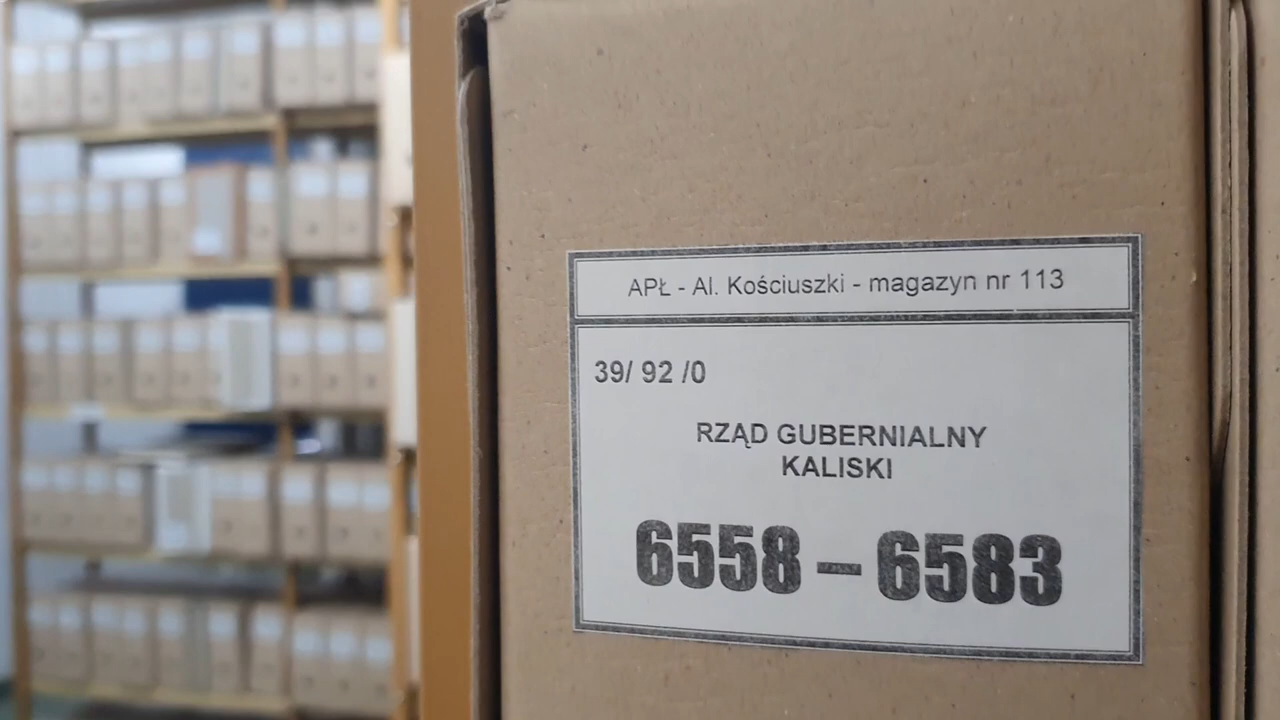 APŁ - Al. Kościuszki - magazyn nr 113
39/ 92 /0
RZĄD GUBERNIALNY
KALISKI
6558 – 6583